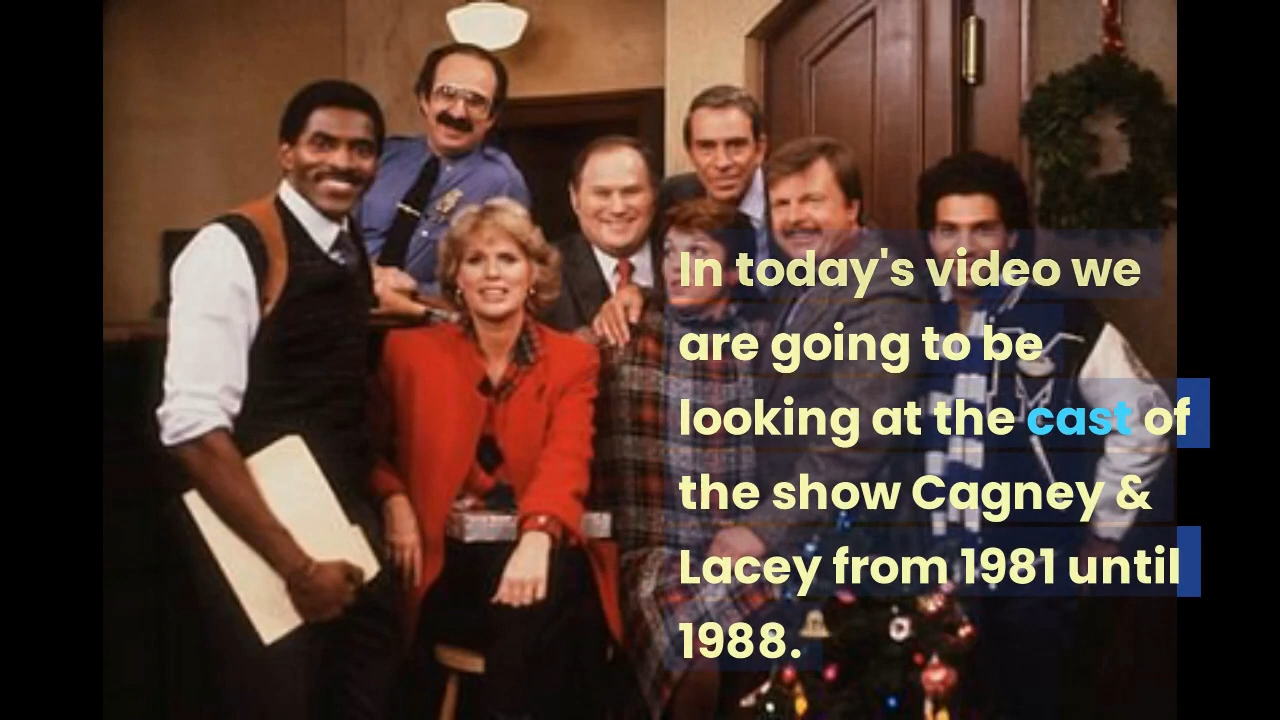 In today's video we
are going to be
looking at the cast of
the show Cagney &
Lacey from 1981 until
1988.